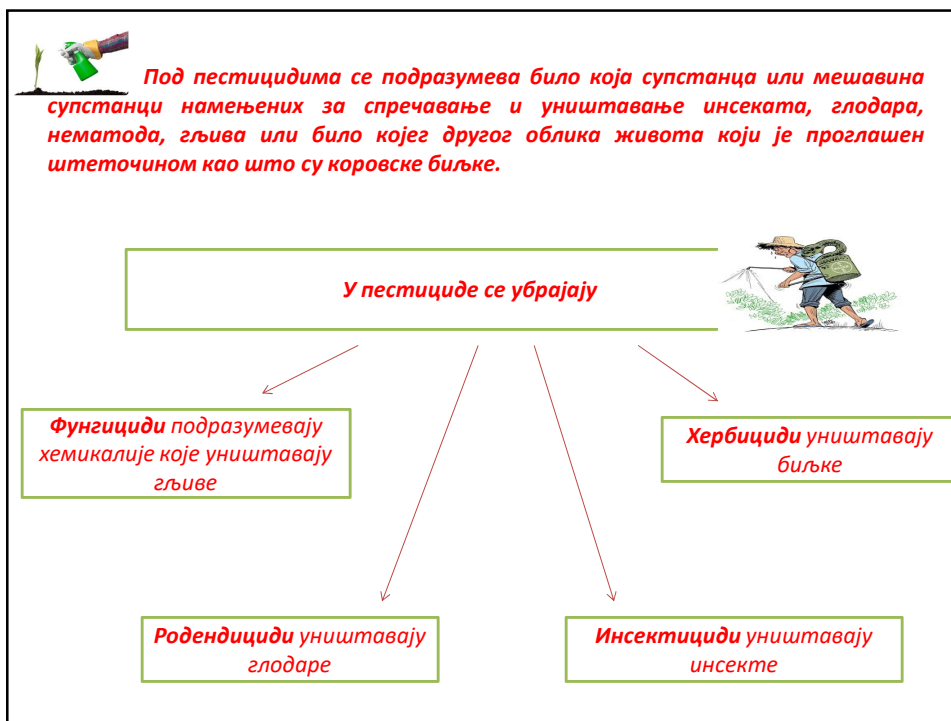 Под пестицидима се подразумева било која супстанца или мешавина
супстанци намењених за спречавање и уништавање инсеката, глодара,
нематода, гљива или било којег другог облика живота који је проглашен
штеточином као што су коровске биљке.
У пестициде се убрајају
Фунгициди подразумевају
хемикалије које уништавају
гљиве
Хербициди уништавају
биљке
Родендициди уништавају
глодаре
Инсектициди уништавају
инсекте